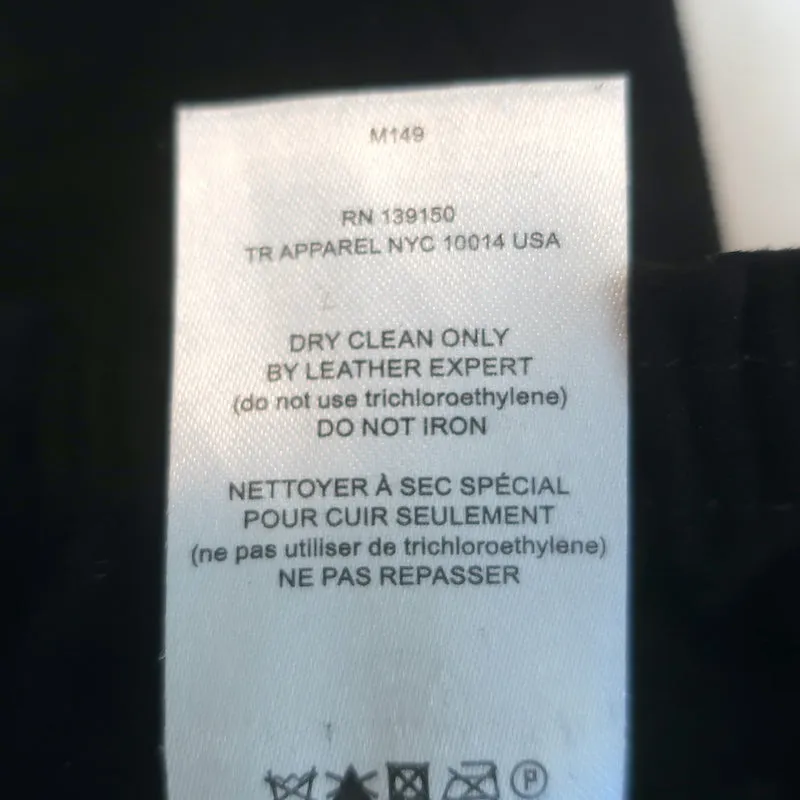 M149
RN 139150
TR APPAREL NYC 10014 USA
DRY CLEAN ONLY
BY LEATHER EXPERT
(do not use trichloroethylene)
DO NOT IRON
NETTOYER À SEC SPÉCIAL
POUR CUIR SEULEMENT
(ne pas utiliser de trichloroethylene)
NE PAS REPASSER
P